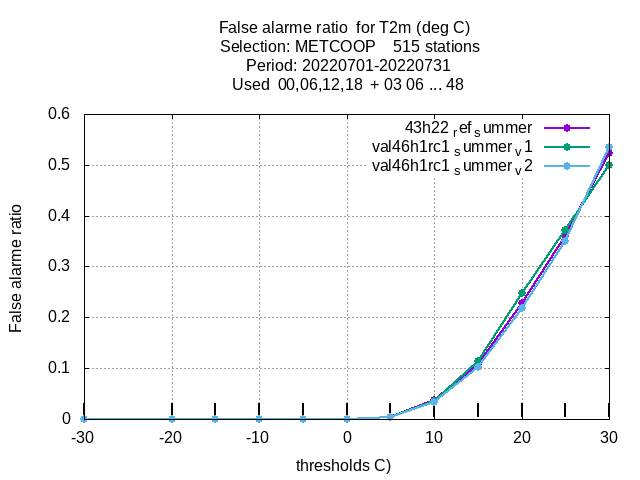 False alarme ratio  for T2m (deg C)
Selection: METCOOP    515 stations
Period: 20220701-20220731
Used  00,06,12,18  + 03 06 ... 48
0.6
43h22 ref summer
val46h1rc1 summer v1
val46h1rc1 summer v2
0.5
0.4
0.3
0.2
0.1
0
False alarme ratio
-30 -20 -10 0 10 20 30
thresholds C)